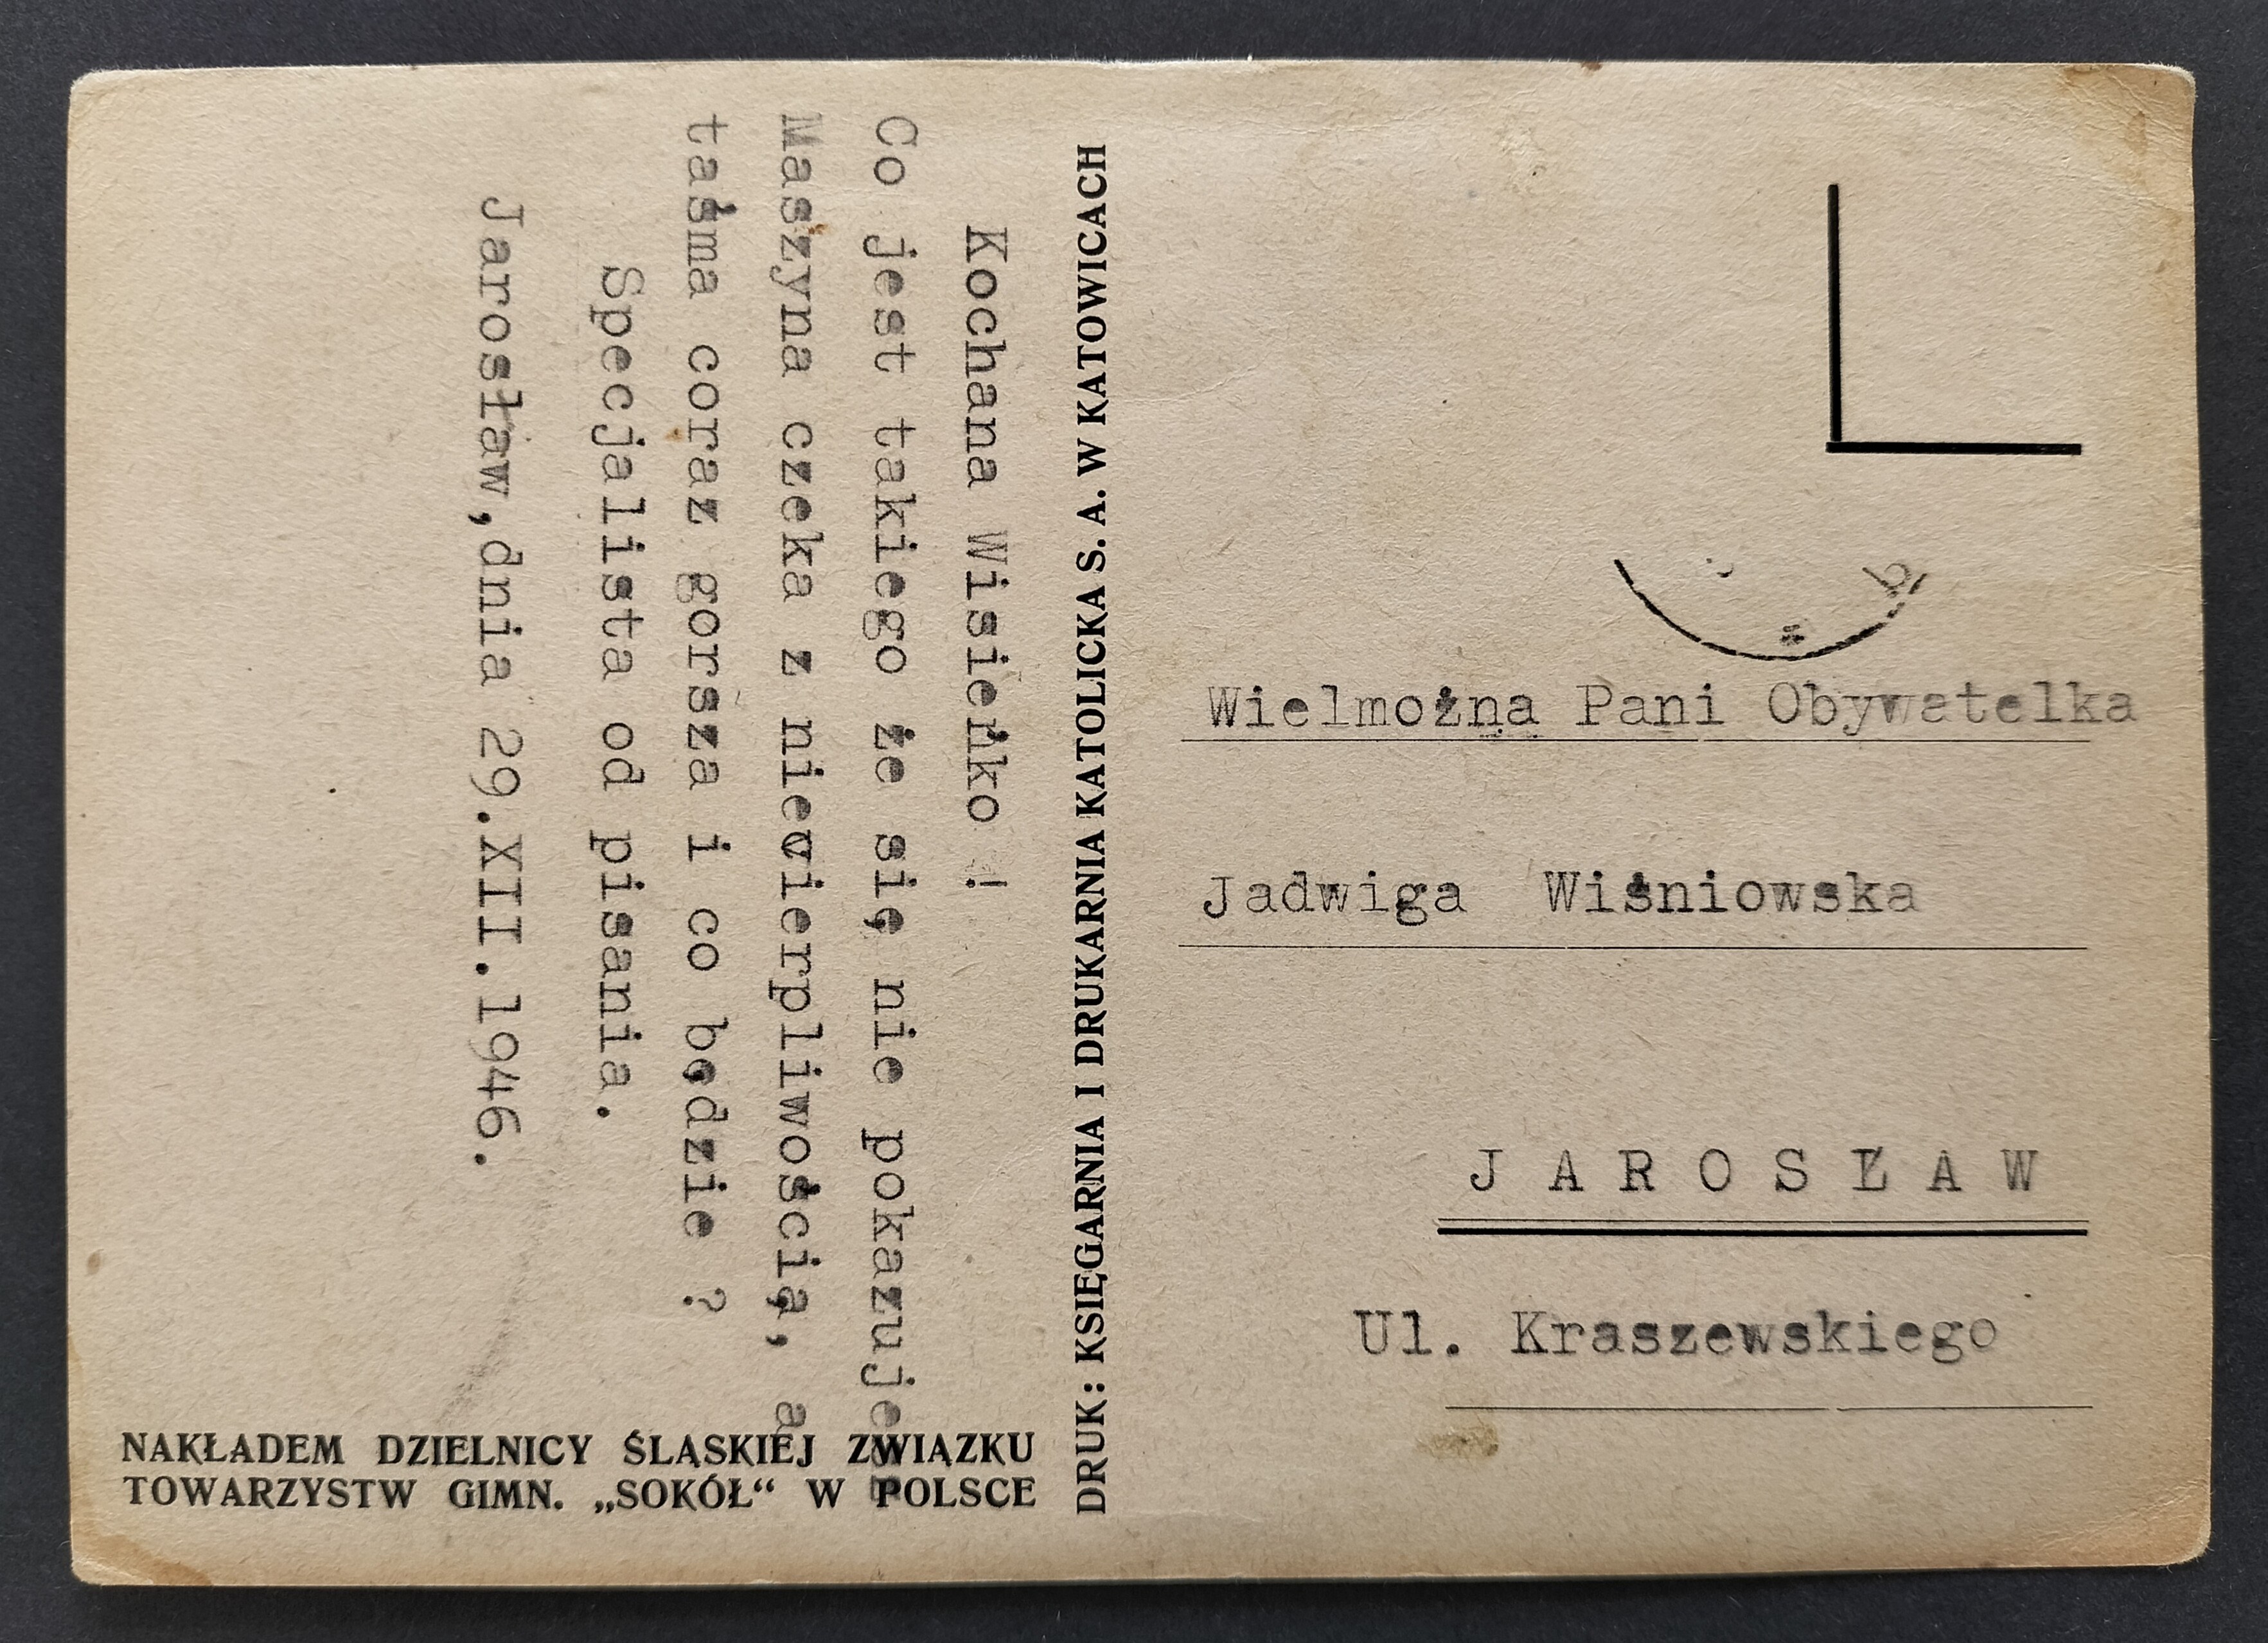 Kochana Wisieńko !
Co jest takiego że się nie pokazujesz
Maszyna czeka z niecierpliwością, a
taśma coraz gorsza i co będzie ?
Specjalista od pisania.
Jarosław,dnia 29.XII.1946.
NAKŁADEM DZIELNICY ŚLĄSKIEJ ZWIĄZKU
TOWARZYSTW GIMN. „SOKÓŁ“ W POLSCE
DRUK: KSIĘGARNIA I DRUKARNIA KATOLICKA S. A. W KATOWICACH
Wielmożna Pani Obywatelka
Jadwiga Wiśniowska
J A R O S Ł A W
Ul. Kraszewskiego